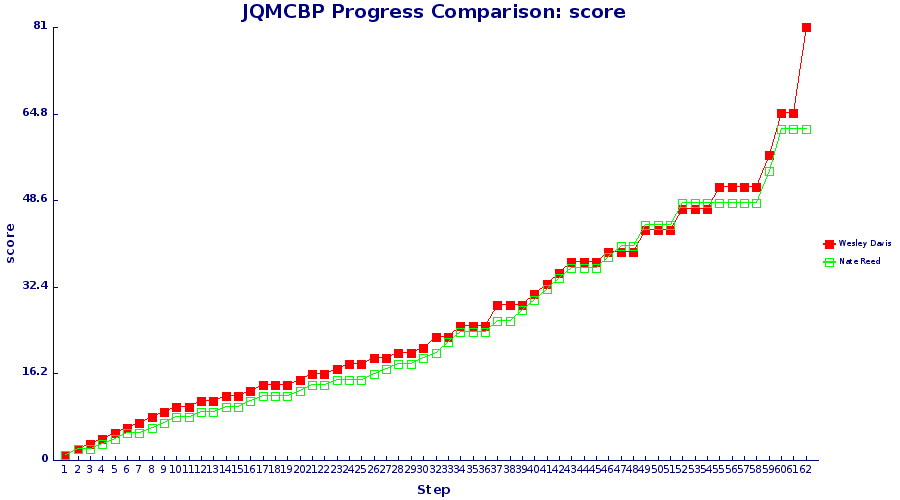 JQMCBP Progress Comparison: score
81
64.8
48.6
32.4
16.2
0
score
1 2 3 4 5 6 7 8 9 10 11 12 13 14 15 16 17 18 19 20 21 22 23 24 25 26 27 28 29 30 31 32 33 34 35 36 37 38 39 40 41 42 43 44 45 46 47 48 49 50 51 52 53 54 55 56 57 58 59 60 61 62
Step
Wesley Davis
Nate Reed